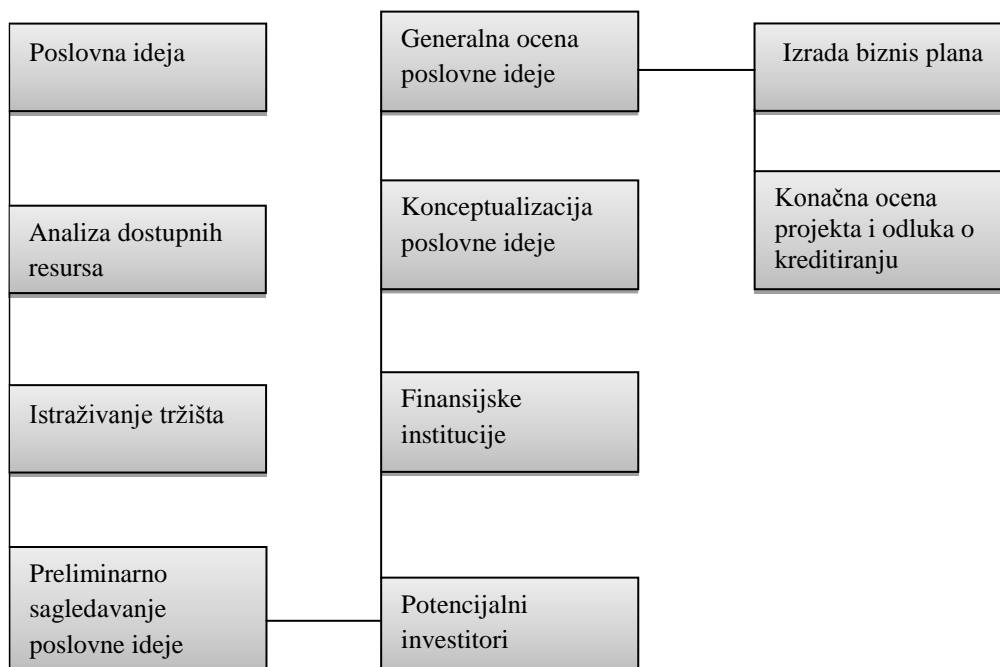 Poslovna ideja
Analiza dostupnih
resursa
Istraživanje tržišta
Preliminarno
sagledavanje
poslovne ideje
Generalna ocena
poslovne ideje
Konceptualizacija
poslovne ideje
Finansijske
institucije
Potencijalni
investitori
Izrada biznis plana
Konačna ocena
projekta i odluka o
kreditiranju